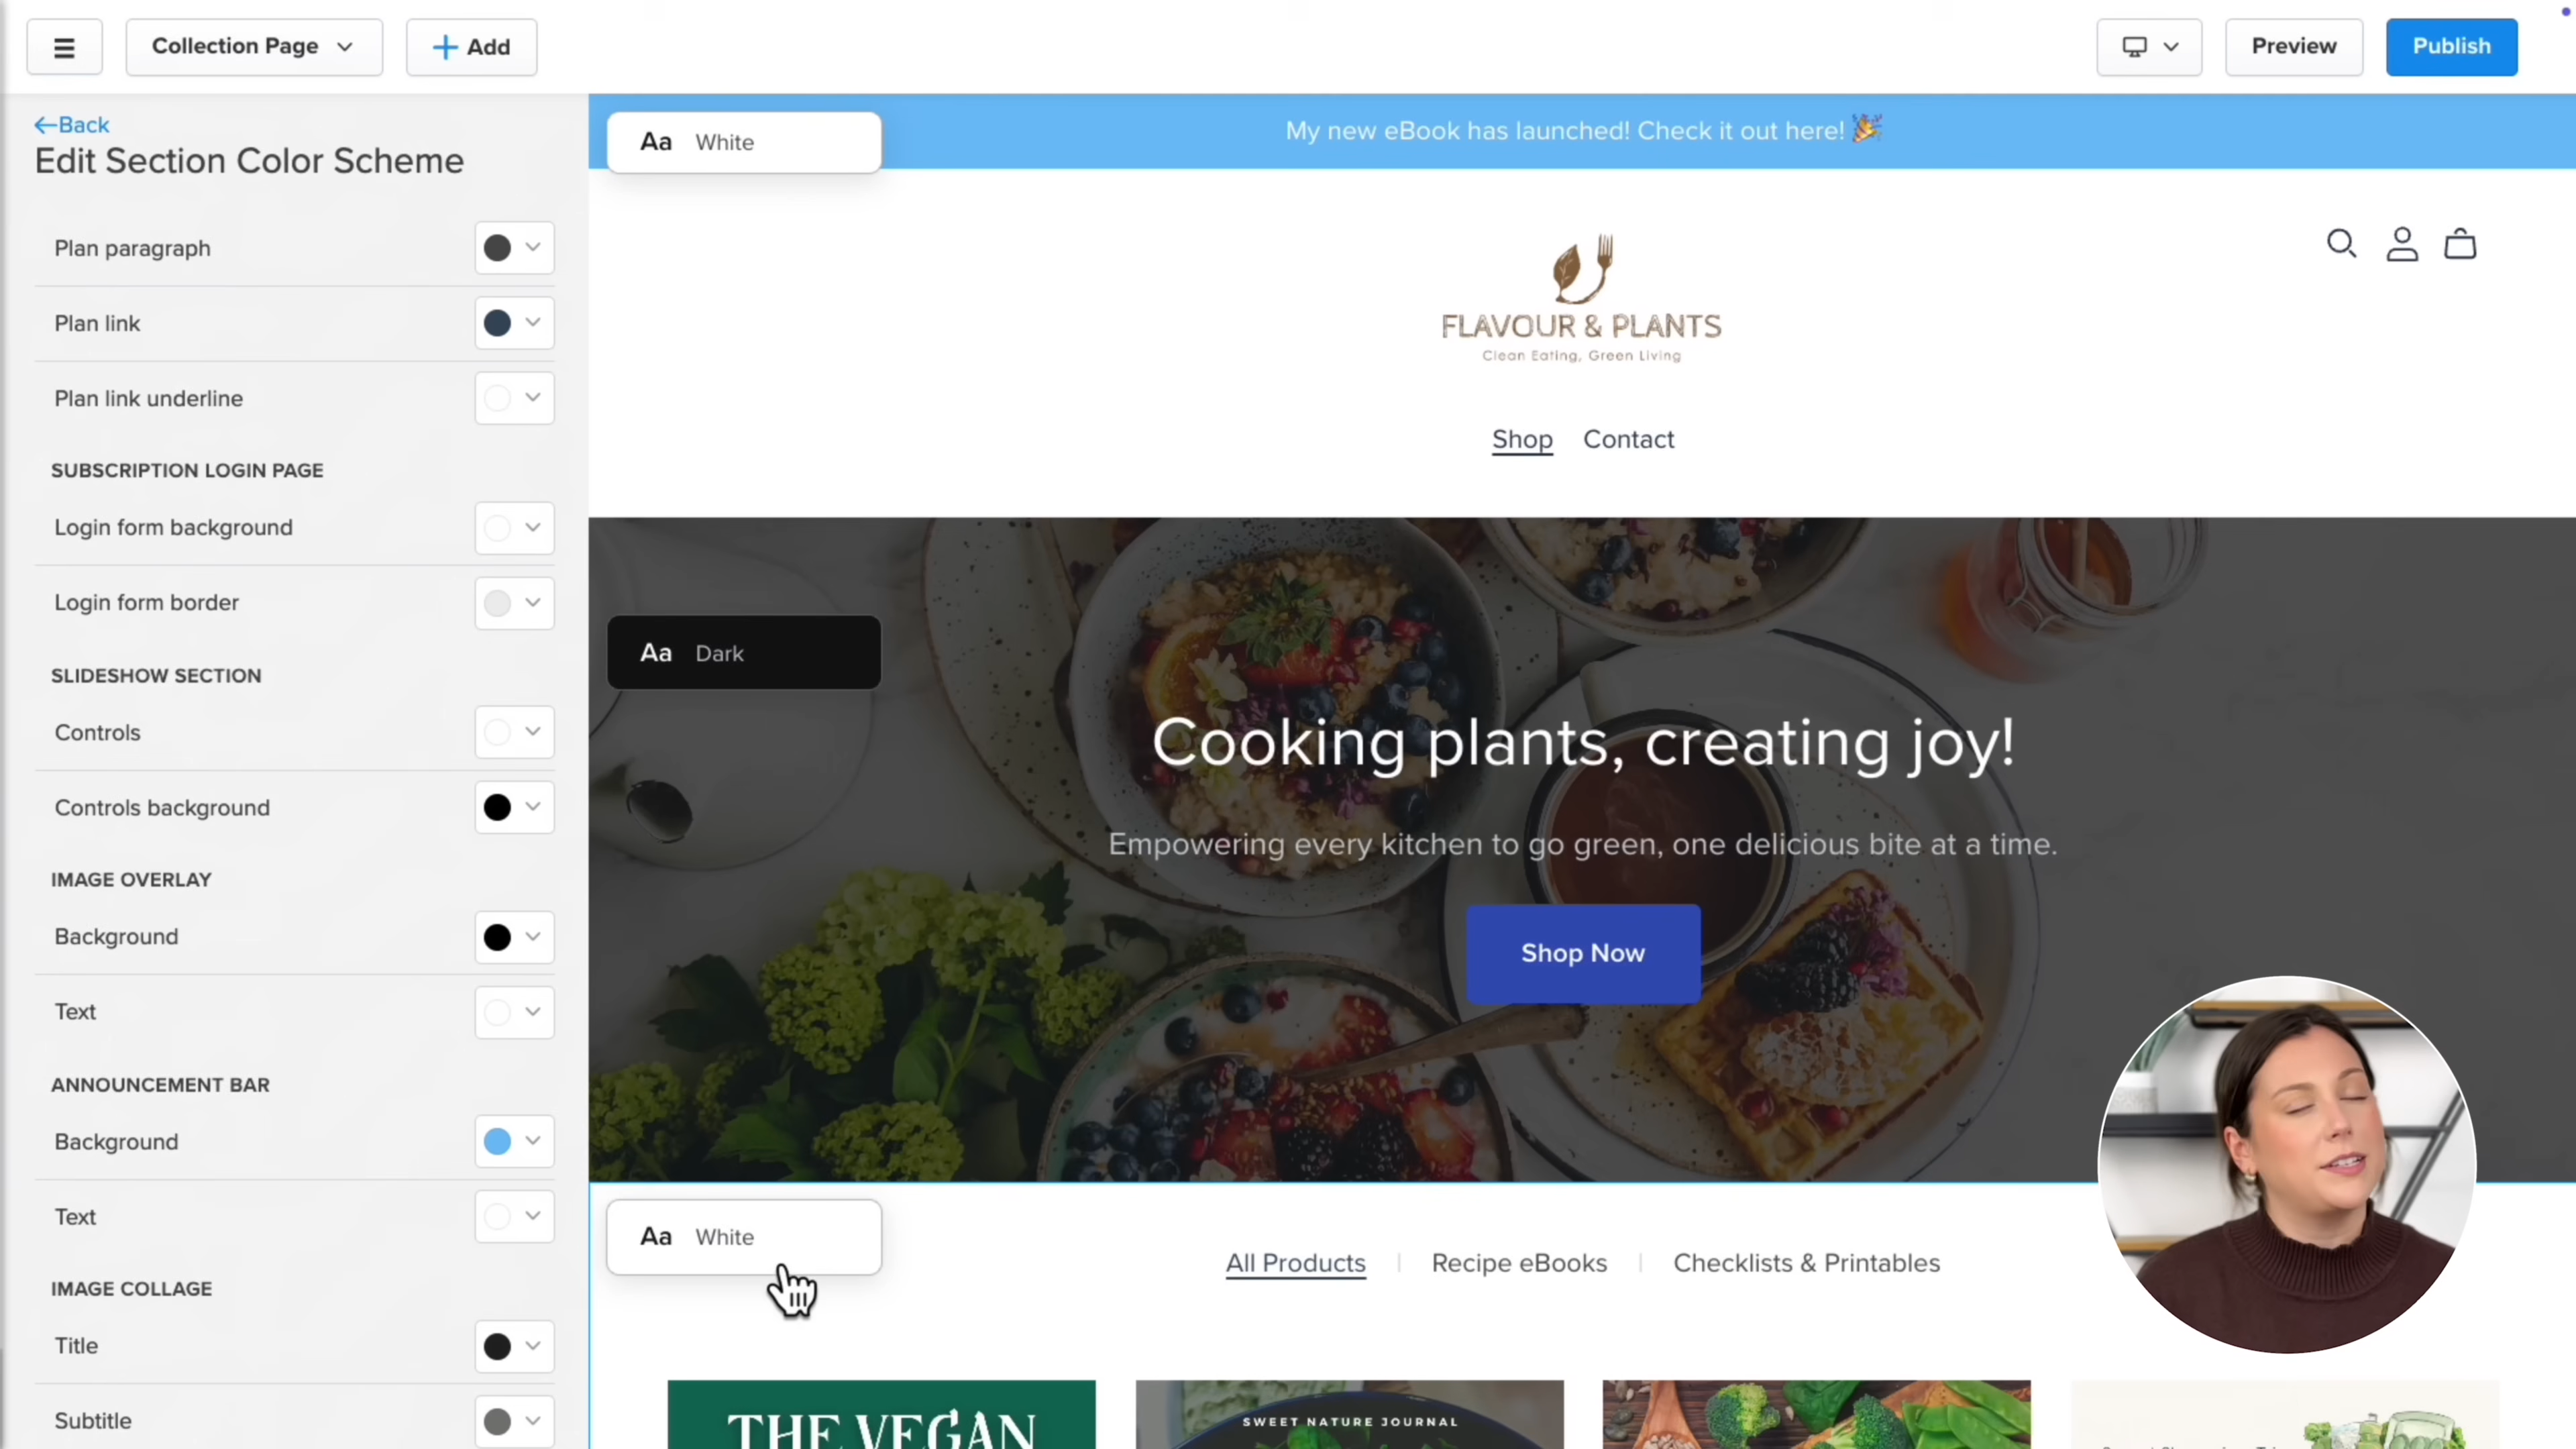 Collection Page
Add
Preview
Publish
Back
Edit Section Color Scheme
Plan paragraph
Plan link
Plan link underline
SUBSCRIPTION LOGIN PAGE
Login form background
Login form border
SLIDESHOW SECTION
Controls
Controls background
IMAGE OVERLAY
Background
Text
ANNOUNCEMENT BAR
Background
Text
IMAGE COLLAGE
Title
Subtitle
Aa White
My new eBook has launched! Check it out here! 🎉
FLAVOUR & PLANTS
Clean Eating, Green Living
Shop Contact
Aa Dark
Cooking plants, creating joy!
Empowering every kitchen to go green, one delicious bite at a time.
Shop Now
Aa White
All Products | Recipe eBooks | Checklists & Printables
THE VEGAN
SWEET NATURE JOURNAL